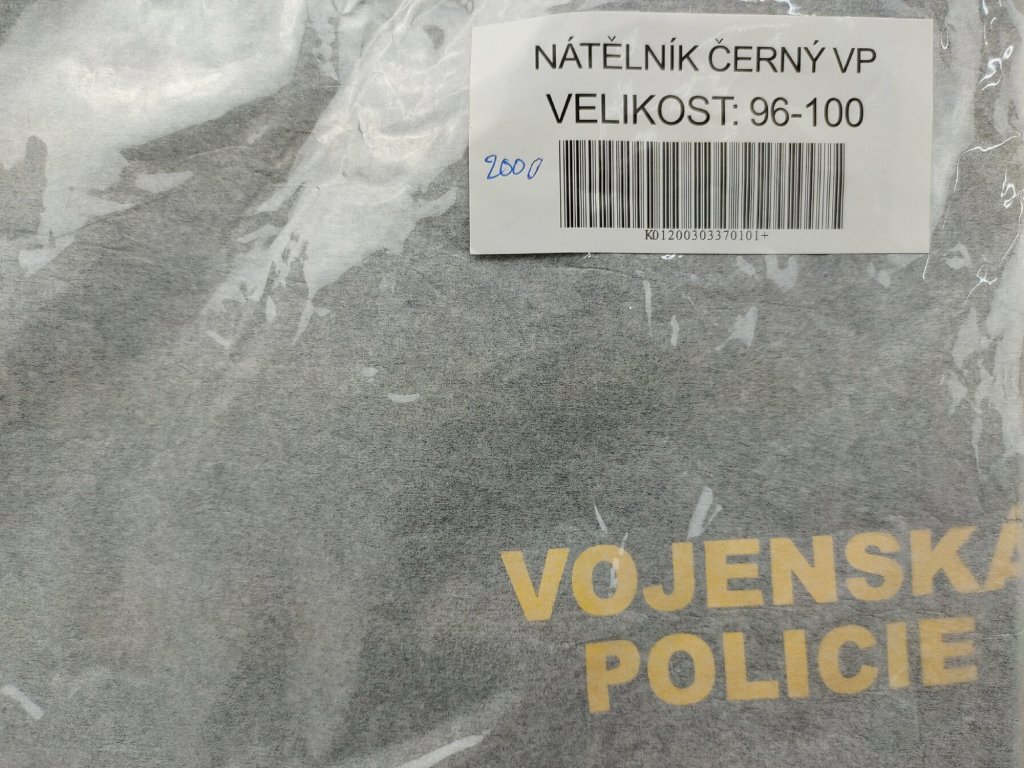 NÁTĚLNÍK ČERNÝ VP
VELIKOST: 96-100
2000
K01200303370101+
VOJENSKÁ
POLICIE